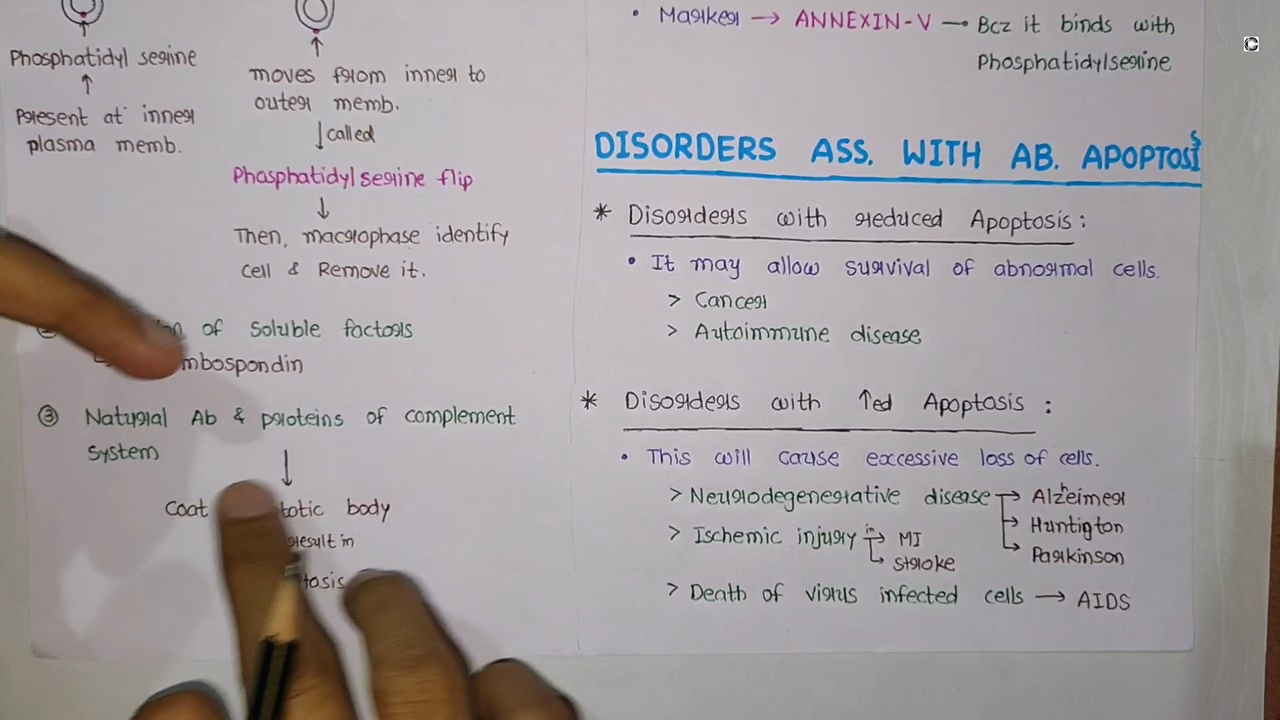 Phosphatidyl serine
Present at inner
plasma memb.
moves from inner to
outer memb.
called
Phosphatidyl serine flip
Then, macrophase identify
cell & Remove it.
of soluble factors
③ Natural Ab & proteins of complement
system
Coat
body
result in
• Marker → ANNEXIN-V — Bcz it binds with
Phosphatidylserine
DISORDERS ASS. WITH AB. APOPTOSIS
* Disorders with reduced Apoptosis:
• It may allow survival of abnormal cells.
> Cancer
> Autoimmune disease
* Disorders with ↑ed Apoptosis :
• This will cause excessive loss of cells.
> Neurodegenerative disease → Alzheimer
→ Huntigton
→ Parkinson
> Ischemic injury in → MI
→ stroke
> Death of virus infected cells → AIDS